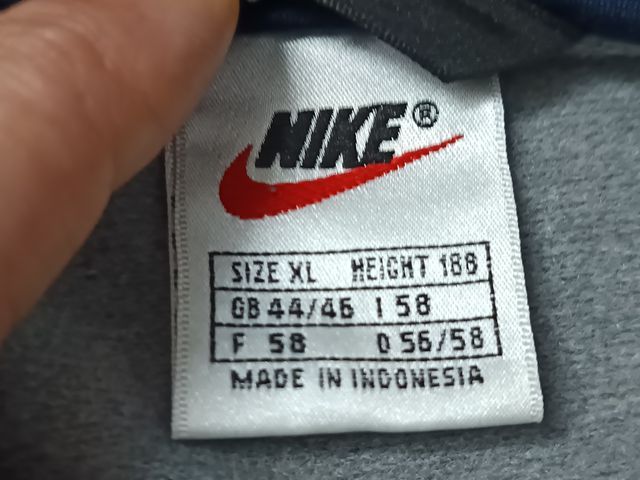 NIKE®
SIZE XL HEIGHT 188
GB 44/46 I 58
F 58 D 56/58
MADE IN INDONESIA